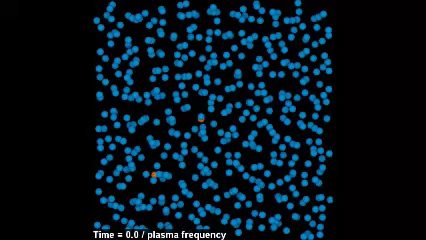 Time = 0.0 / plasma frequency